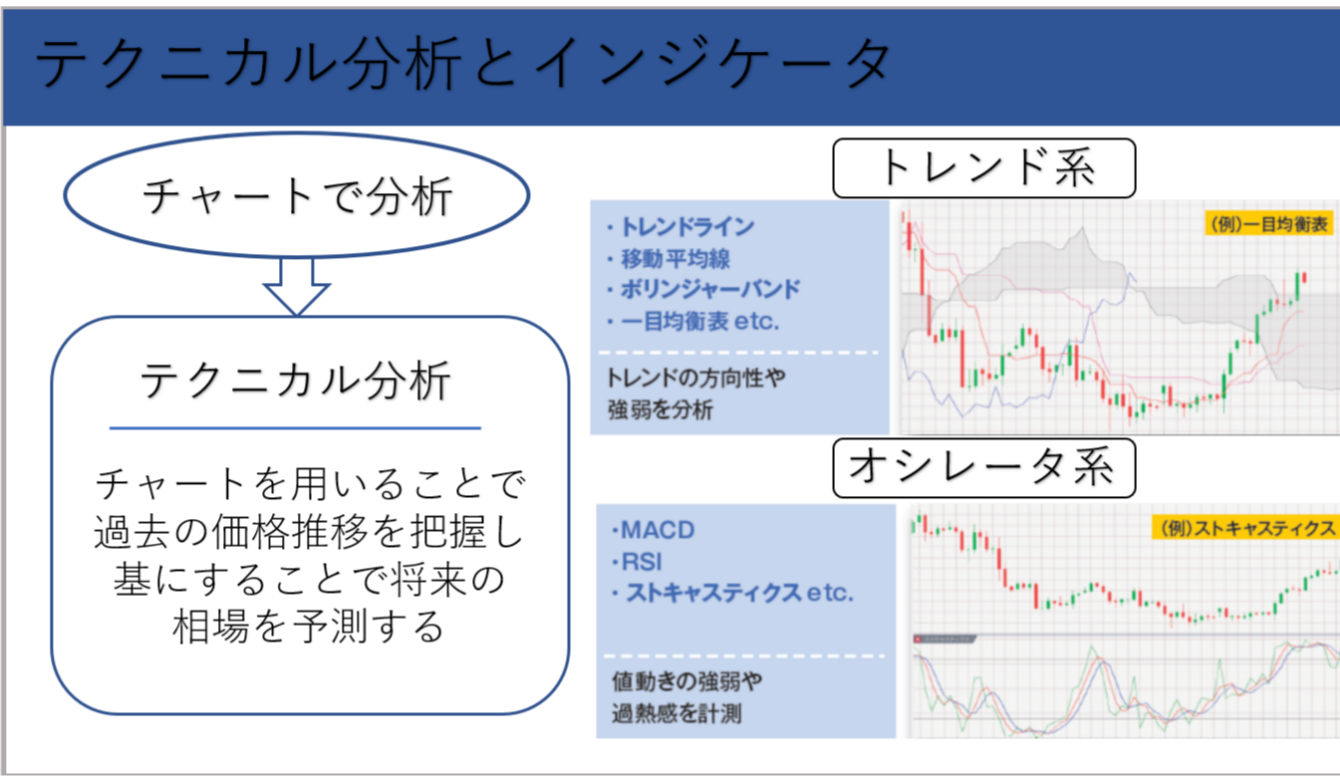 テクニカル分析とインジケータ
チャートで分析
テクニカル分析
チャートを用いることで
過去の価格推移を把握し
基にすることで将来の
相場を予測する
トレンド系
・トレンドライン
・移動平均線
・ボリンジャーバンド
・一目均衡表 etc.
トレンドの方向性や
強弱を分析
(例)一目均衡表
オシレータ系
・MACD
・RSI
・ストキャスティクス etc.
値動きの強弱や
過熱感を計測
(例)ストキャスティクス